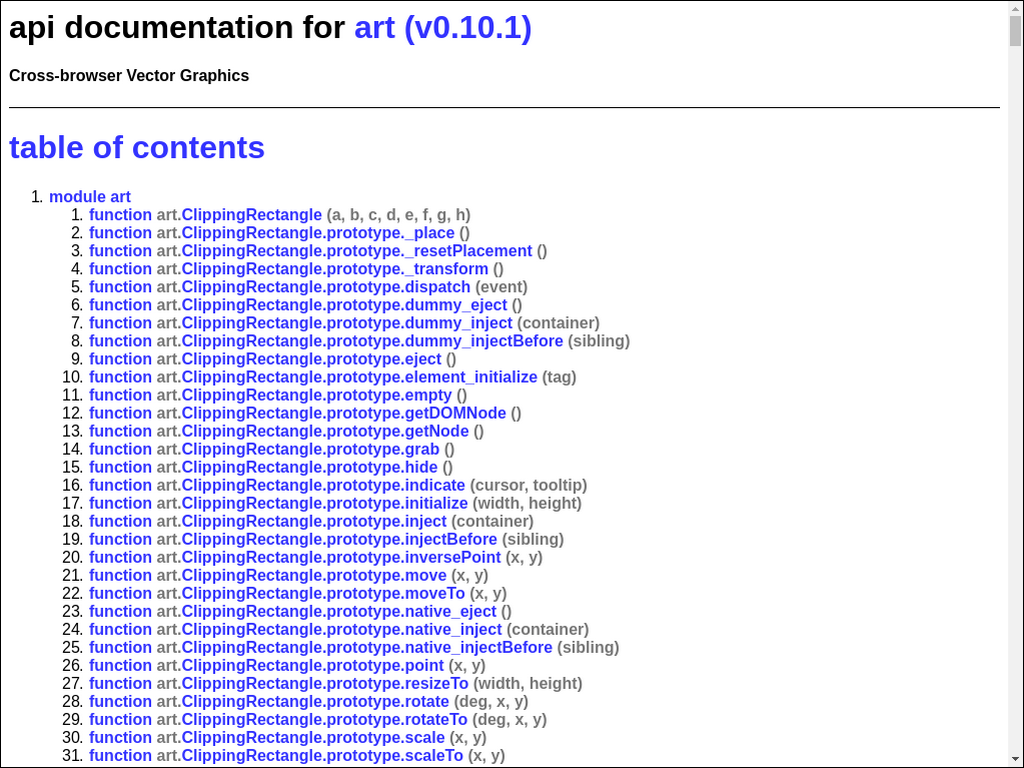 api documentation for art (v0.10.1)
Cross-browser Vector Graphics
table of contents
1. module art
1. function art.ClippingRectangle (a, b, c, d, e, f, g, h)
2. function art.ClippingRectangle.prototype._place ()
3. function art.ClippingRectangle.prototype._resetPlacement ()
4. function art.ClippingRectangle.prototype._transform ()
5. function art.ClippingRectangle.prototype.dispatch (event)
6. function art.ClippingRectangle.prototype.dummy_eject ()
7. function art.ClippingRectangle.prototype.dummy_inject (container)
8. function art.ClippingRectangle.prototype.dummy_injectBefore (sibling)
9. function art.ClippingRectangle.prototype.eject ()
10. function art.ClippingRectangle.prototype.element_initialize (tag)
11. function art.ClippingRectangle.prototype.empty ()
12. function art.ClippingRectangle.prototype.getDOMNode ()
13. function art.ClippingRectangle.prototype.getNode ()
14. function art.ClippingRectangle.prototype.grab ()
15. function art.ClippingRectangle.prototype.hide ()
16. function art.ClippingRectangle.prototype.indicate (cursor, tooltip)
17. function art.ClippingRectangle.prototype.initialize (width, height)
18. function art.ClippingRectangle.prototype.inject (container)
19. function art.ClippingRectangle.prototype.injectBefore (sibling)
20. function art.ClippingRectangle.prototype.inversePoint (x, y)
21. function art.ClippingRectangle.prototype.move (x, y)
22. function art.ClippingRectangle.prototype.moveTo (x, y)
23. function art.ClippingRectangle.prototype.native_eject ()
24. function art.ClippingRectangle.prototype.native_inject (container)
25. function art.ClippingRectangle.prototype.native_injectBefore (sibling)
26. function art.ClippingRectangle.prototype.point (x, y)
27. function art.ClippingRectangle.prototype.resizeTo (width, height)
28. function art.ClippingRectangle.prototype.rotate (deg, x, y)
29. function art.ClippingRectangle.prototype.rotateTo (deg, x, y)
30. function art.ClippingRectangle.prototype.scale (x, y)
31. function art.ClippingRectangle.prototype.scaleTo (x, y)